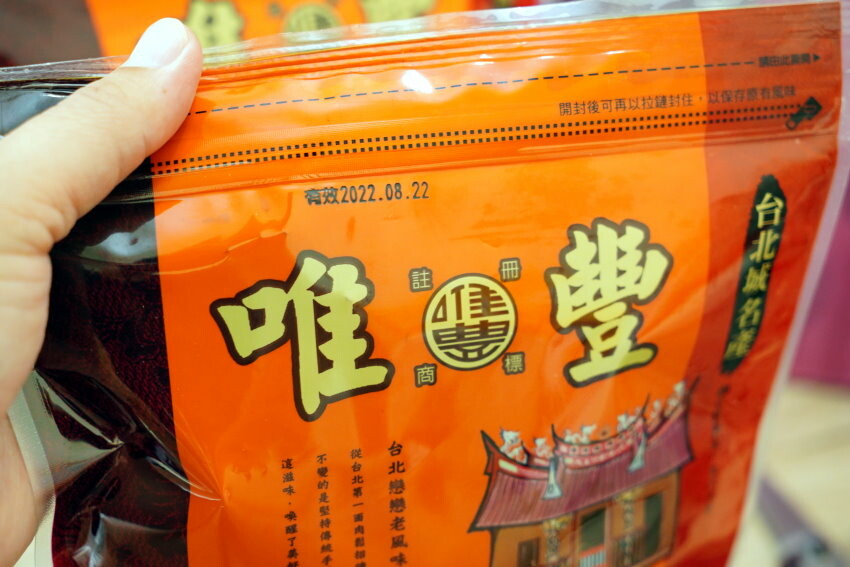 請由此撕開
開封後可再以拉鏈封住，以保存原有風味
有效2022.08.22
唯豐
註冊
商標
唯豐
台北城名產
台北戀戀老風味
從台北第一面肉鬆招牌
不變的是堅持傳統手
這滋味，喚醒了